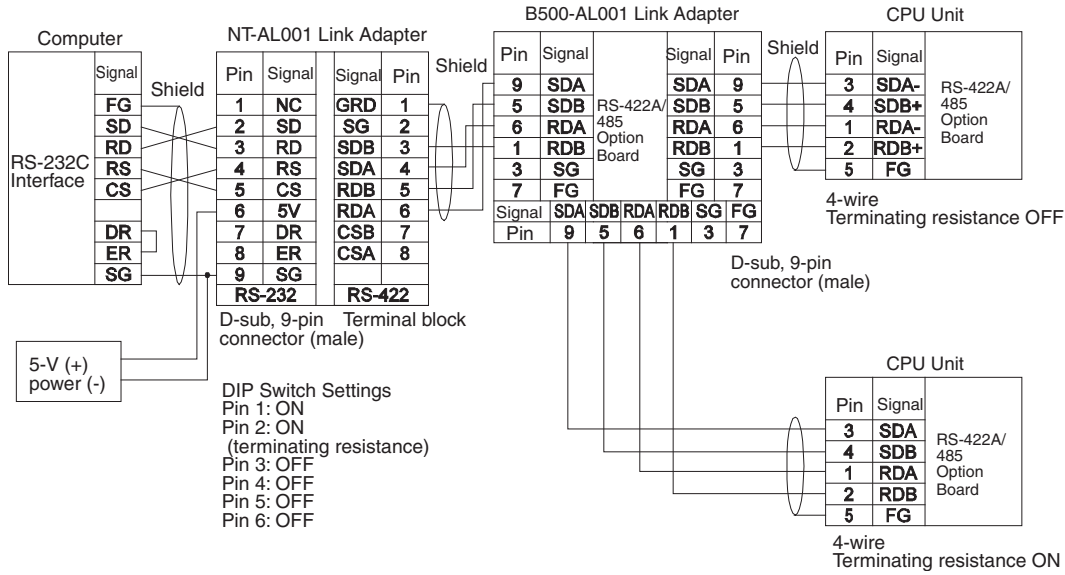 B500-AL001 Link Adapter
CPU Unit
Computer
NT-AL001 Link Adapter
Signal
FG
SD
RD
RS
CS
DR
ER
SG
RS-232C
Interface
Shield
Pin Signal Signal Pin
1 NC GRD 1
2 SD SG 2
3 RD SDB 3
4 RS SDA 4
5 CS RDB 5
6 5V RDA 6
7 DR CSB 7
8 ER CSA 8
9 SG
RS-232 RS-422
D-sub, 9-pin Terminal block
connector (male)
Shield
Pin Signal Signal Pin
9 SDA SDA 9
5 SDB SDB 5
6 RDA RDA 6
1 RDB RDB 1
3 SG SG 3
7 FG FG 7
RS-422A/
485
Option
Board
Signal SDA SDB RDA RDB SG FG
Pin 9 5 6 1 3 7
D-sub, 9-pin
connector (male)
Shield
Pin Signal
3 SDA-
4 SDB+
1 RDA-
2 RDB+
5 FG
RS-422A/
485
Option
Board
4-wire
Terminating resistance OFF
5-V (+)
power (-)
DIP Switch Settings
Pin 1: ON
Pin 2: ON
(terminating resistance)
Pin 3: OFF
Pin 4: OFF
Pin 5: OFF
Pin 6: OFF
CPU Unit
Pin Signal
3 SDA
4 SDB
1 RDA
2 RDB
5 FG
RS-422A/
485
Option
Board
4-wire
Terminating resistance ON